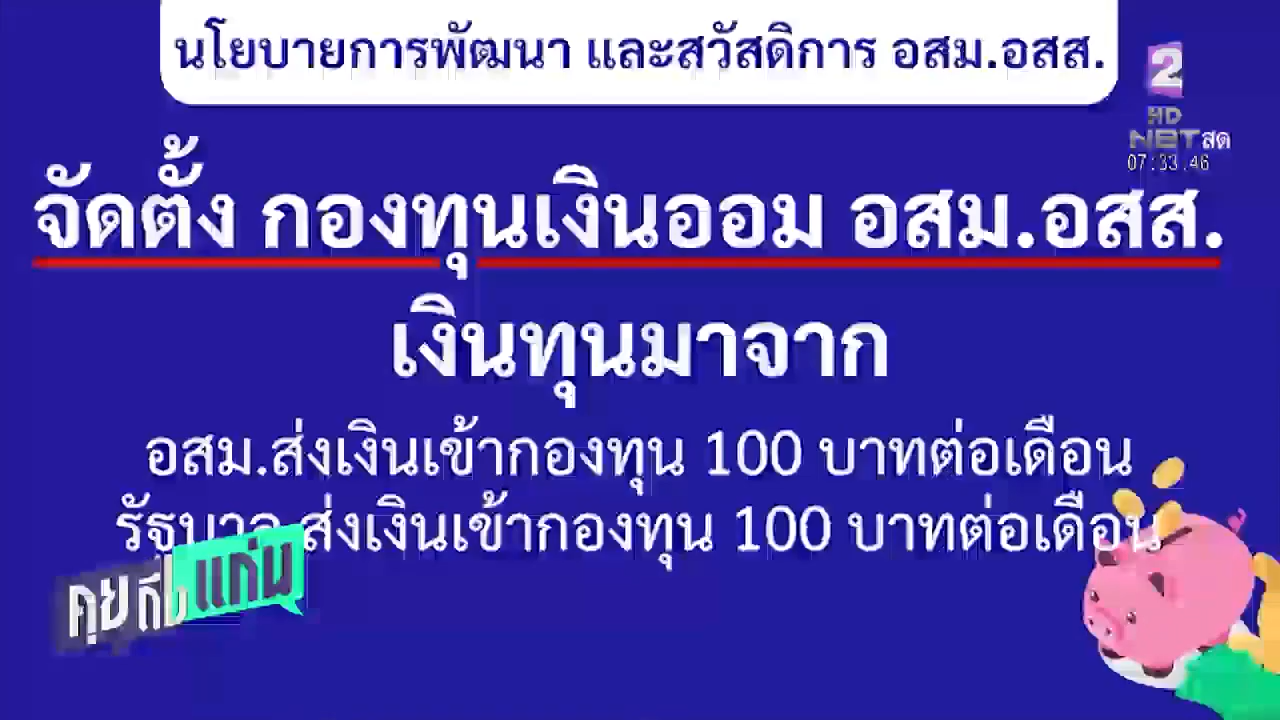 นโยบายการพัฒนา และสวัสดิการ อสม.อสส.
2
HD
NBT สด
07:33:46
จัดตั้ง กองทุนเงินออม อสม.อสส.
เงินทุนมาจาก
อสม.ส่งเงินเข้ากองทุน 100 บาทต่อเดือน
รัฐบาล ส่งเงินเข้ากองทุน 100 บาทต่อเดือน
คุยถึงแก่น